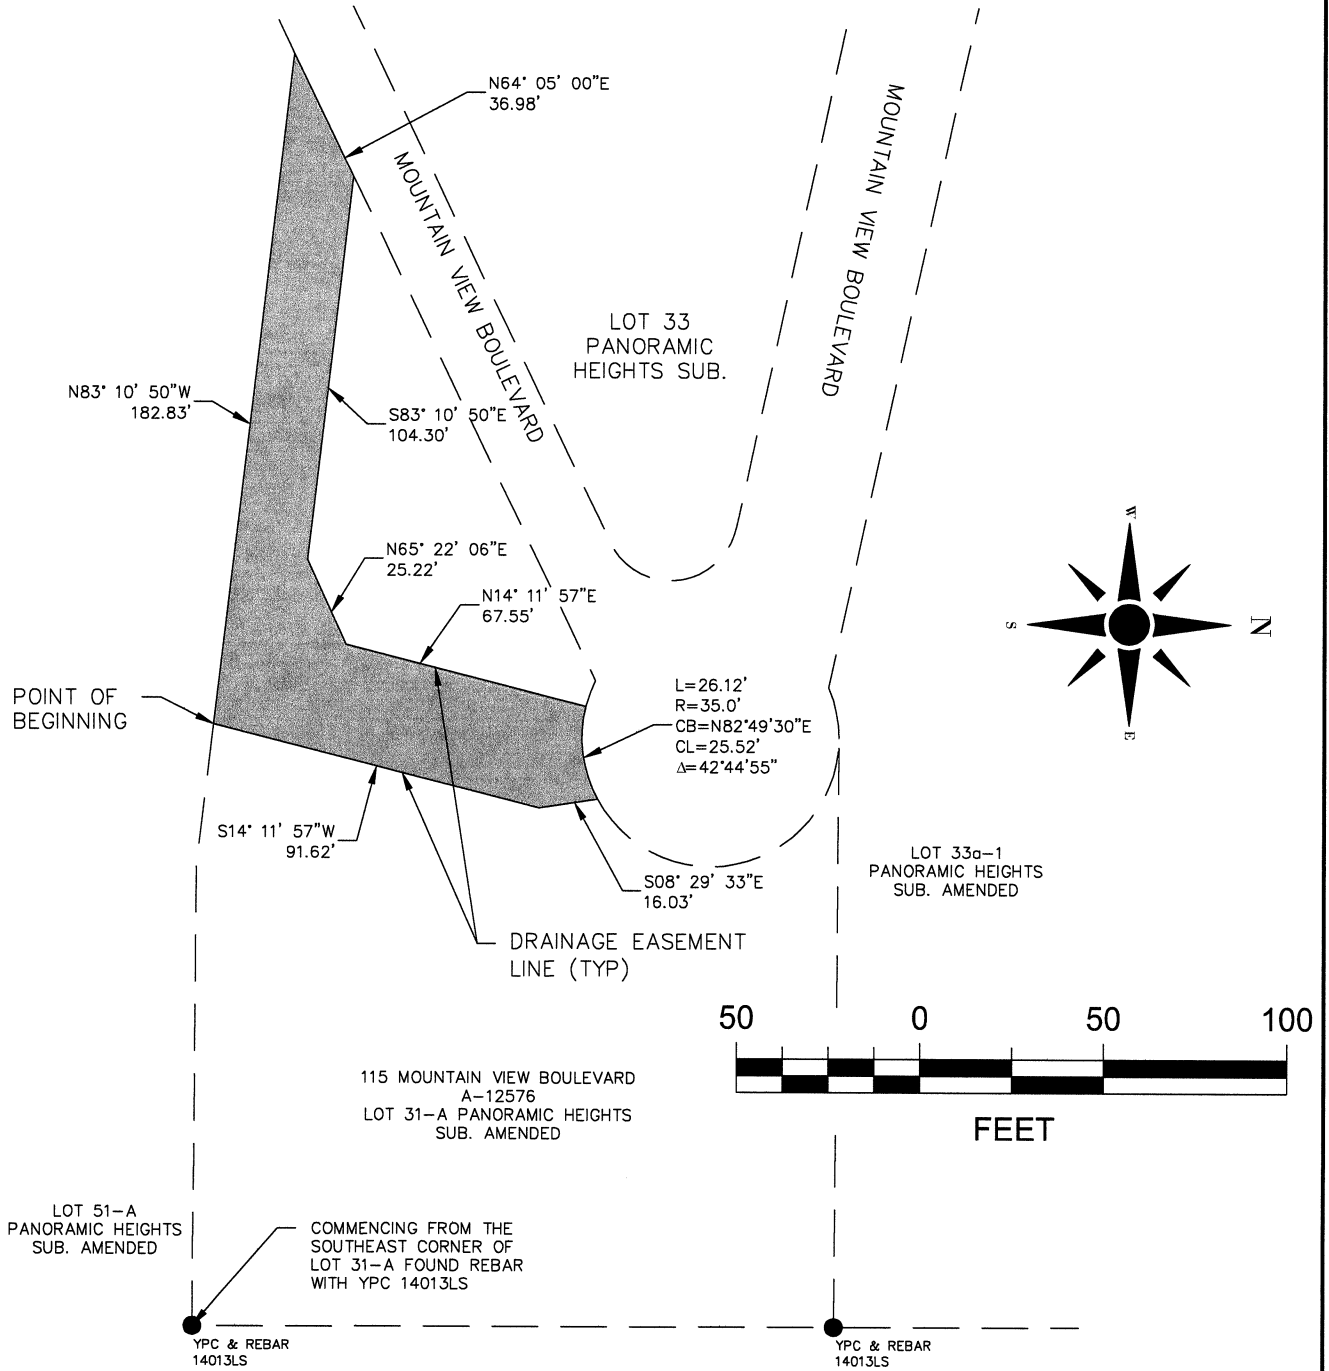 N64° 05' 00"E
36.98'
MOUNTAIN VIEW BOULEVARD
MOUNTAIN VIEW BOULEVARD
LOT 33
PANORAMIC
HEIGHTS SUB.
N83° 10' 50"W
182.83'
S83° 10' 50"E
104.30'
N65° 22' 06"E
25.22'
N14° 11' 57"E
67.55'
W
S
N
E
POINT OF
BEGINNING
L=26.12'
R=35.0'
CB=N82°49'30"E
CL=25.52'
Δ=42°44'55"
S14° 11' 57"W
91.62'
S08° 29' 33"E
16.03'
LOT 33a-1
PANORAMIC HEIGHTS
SUB. AMENDED
DRAINAGE EASEMENT
LINE (TYP)
50 0 50 100
FEET
115 MOUNTAIN VIEW BOULEVARD
A-12576
LOT 31-A PANORAMIC HEIGHTS
SUB. AMENDED
LOT 51-A
PANORAMIC HEIGHTS
SUB. AMENDED
COMMENCING FROM THE
SOUTHEAST CORNER OF
LOT 31-A FOUND REBAR
WITH YPC 14013LS
YPC & REBAR
14013LS
YPC & REBAR
14013LS